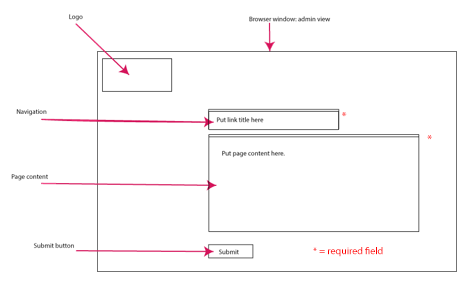 Logo
Browser window: admin view
Navigation
Put link title here
*
*
Put page content here.
Page content
Submit button
Submit
* = required field